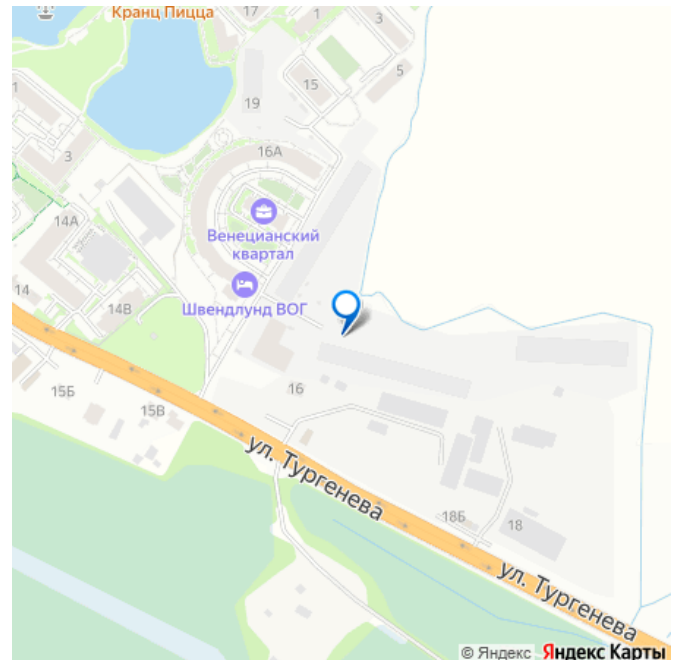 Кранц Пицца
17
1
3
15
5
19
1
16А
3
Венецианский
квартал
14А
Швендлунд ВОГ
14
14В
16
15Б
15В
ул. Тургенева
18Б
18
ул. Тургенева
© Яндекс Яндекс Карты